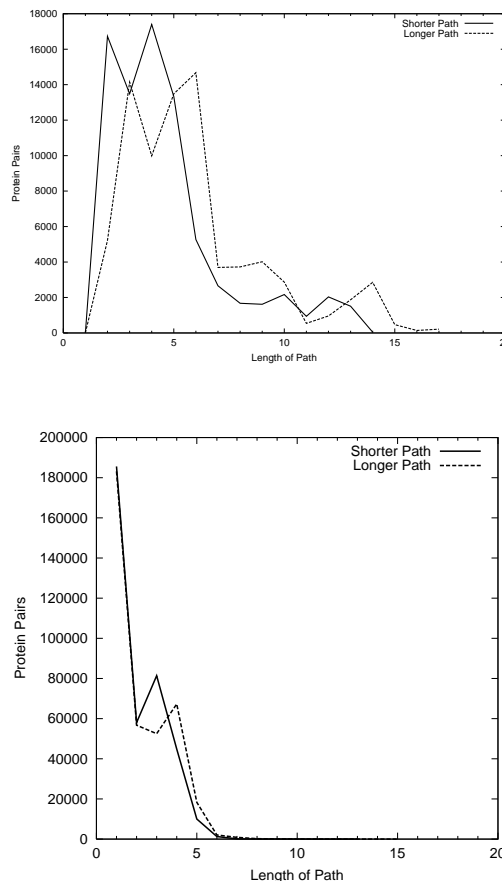 18000
16000
14000
12000
10000
8000
6000
4000
2000
0
Protein Pairs
Shorter Path
Longer Path
0 5 10 15 20
Length of Path
200000
180000
160000
140000
120000
100000
80000
60000
40000
20000
0
Protein Pairs
Shorter Path
Longer Path
0 5 10 15 20
Length of Path